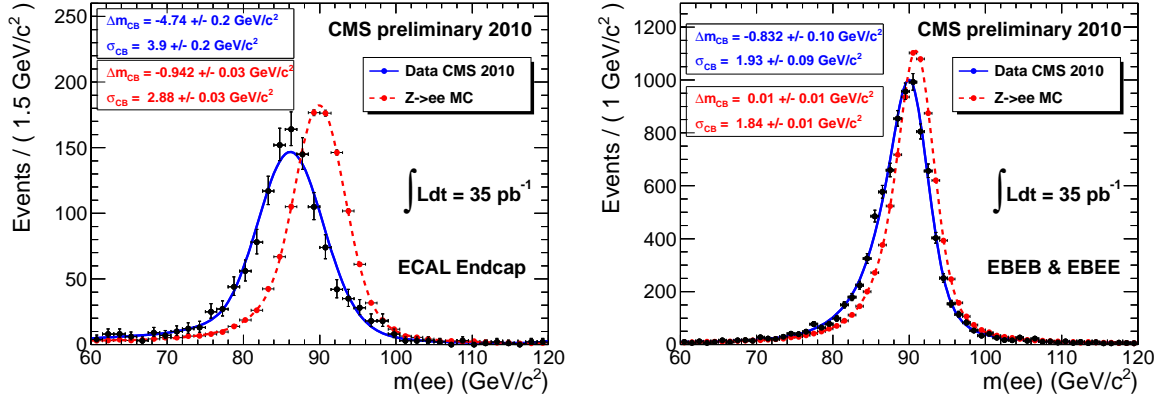 Δm_CB = -4.74 +/- 0.2 GeV/c²
σ_CB = 3.9 +/- 0.2 GeV/c²
Δm_CB = -0.942 +/- 0.03 GeV/c²
σ_CB = 2.88 +/- 0.03 GeV/c²
CMS preliminary 2010
Data CMS 2010
Z->ee MC
∫Ldt = 35 pb⁻¹
ECAL Endcap
Events / ( 1.5 GeV/c² )
260
250
200
150
100
50
0
60 70 80 90 100 110 120
m(ee) (GeV/c²)
Δm_CB = -0.832 +/- 0.10 GeV/c²
σ_CB = 1.93 +/- 0.09 GeV/c²
Δm_CB = 0.01 +/- 0.01 GeV/c²
σ_CB = 1.84 +/- 0.01 GeV/c²
CMS preliminary 2010
Data CMS 2010
Z->ee MC
∫Ldt = 35 pb⁻¹
EBEB & EBEE
Events / ( 1 GeV/c² )
1200
1000
800
600
400
200
0
60 70 80 90 100 110 120
m(ee) (GeV/c²)